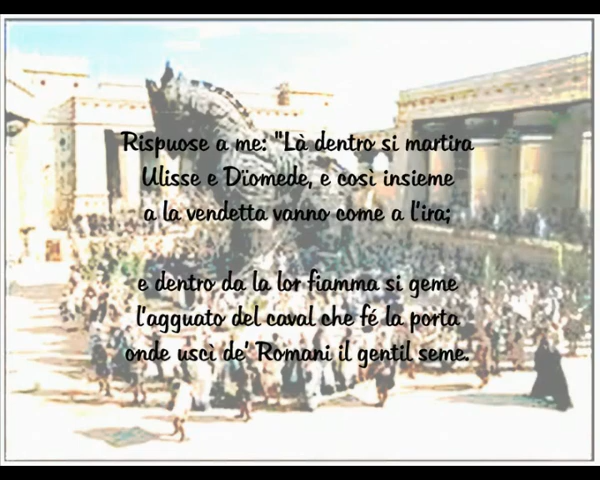 Rispuose a me: "Là dentro si martira
Ulisse e Dïomede, e così insieme
a la vendetta vanno come a l'ira;
e dentro da la lor fiamma si geme
l'agguato del caval che fé la porta
onde uscì de' Romani il gentil seme.